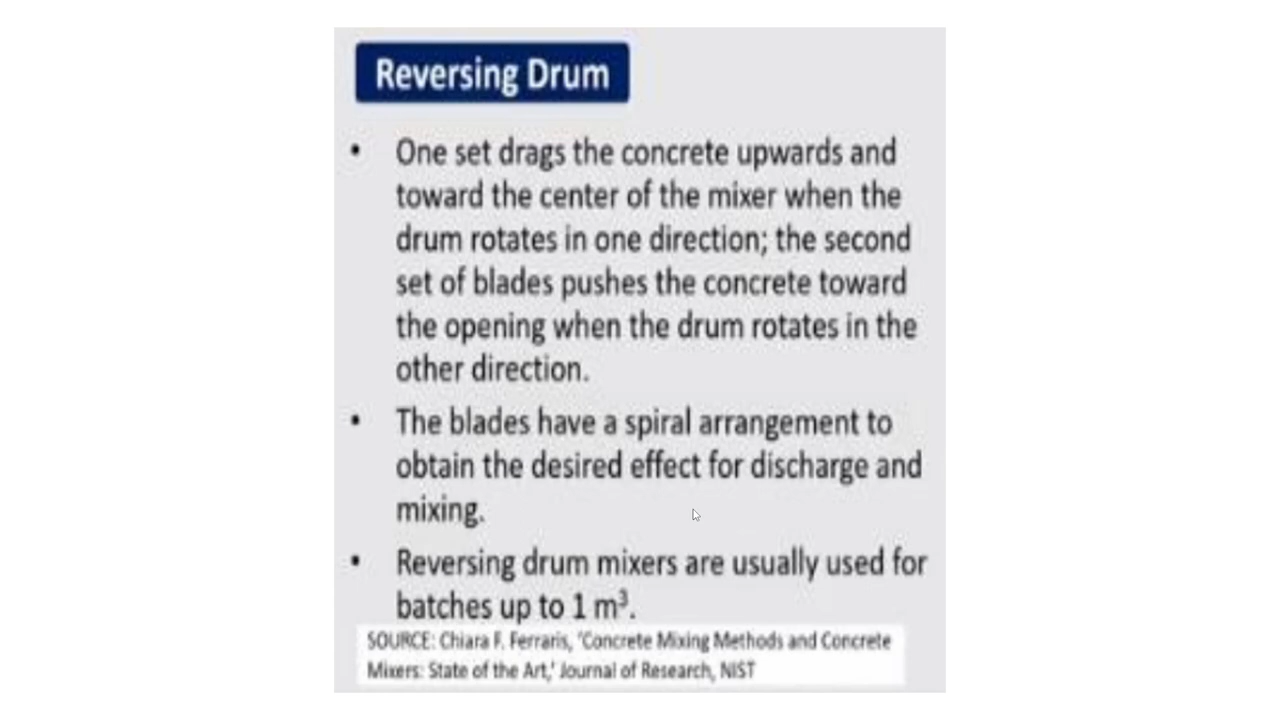 Reversing Drum
• One set drags the concrete upwards and
toward the center of the mixer when the
drum rotates in one direction; the second
set of blades pushes the concrete toward
the opening when the drum rotates in the
other direction.
• The blades have a spiral arrangement to
obtain the desired effect for discharge and
mixing.
• Reversing drum mixers are usually used for
batches up to 1 m³.
SOURCE: Chiara F. Ferraris, 'Concrete Mixing Methods and Concrete
Mixers: State of the Art,' Journal of Research, NIST